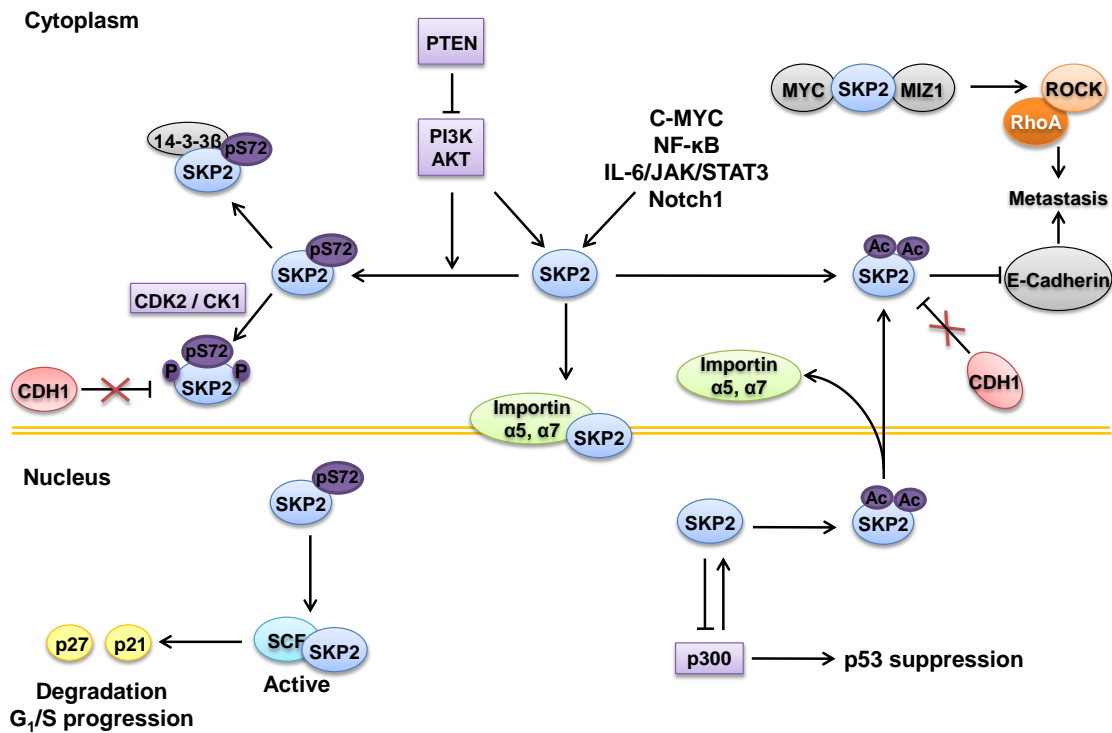 Cytoplasm
PTEN
PI3K
AKT
C-MYC
NF-κB
IL-6/JAK/STAT3
Notch1
MYC
SKP2
MIZ1
ROCK
RhoA
Metastasis
14-3-3ß
pS72
SKP2
pS72
SKP2
SKP2
Ac
Ac
SKP2
E-Cadherin
CDK2 / CK1
pS72
P
P
SKP2
CDH1
CDH1
Importin
α5, α7
SKP2
Importin
α5, α7
Nucleus
pS72
SKP2
SKP2
Ac
Ac
SKP2
p27
p21
SCF
SKP2
Active
Degradation
G1/S progression
p300
p53 suppression